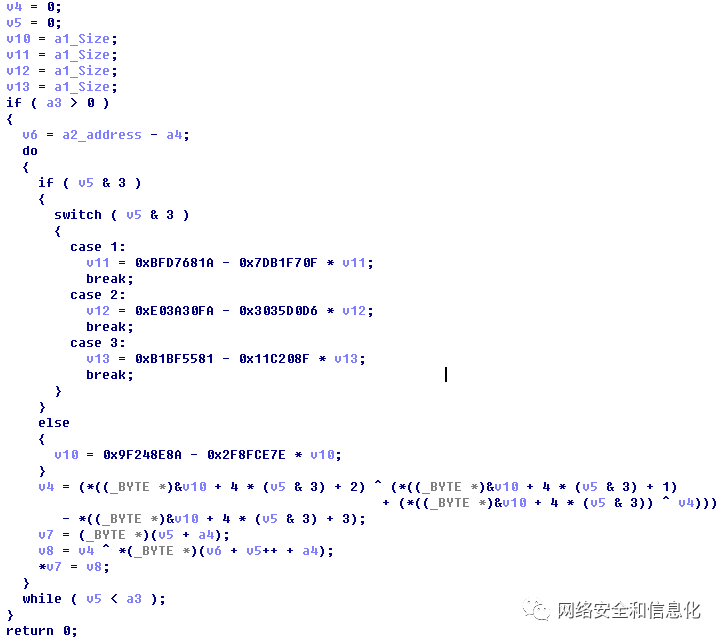 v4 = 0;
v5 = 0;
v10 = a1_Size;
v11 = a1_Size;
v12 = a1_Size;
v13 = a1_Size;
if ( a3 > 0 )
{
v6 = a2_address - a4;
do
{
if ( v5 & 3 )
{
switch ( v5 & 3 )
{
case 1:
v11 = 0xBFD7681A - 0x7DB1F70F * v11;
break;
case 2:
v12 = 0xE03A30FA - 0x3035D0D6 * v12;
break;
case 3:
v13 = 0xB1BF5581 - 0x11C208F * v13;
break;
}
}
else
{
v10 = 0x9F248E8A - 0x2F8FCE7E * v10;
}
v4 = (*((_BYTE *)&v10 + 4 * (v5 & 3) + 2) ^ (*((_BYTE *)&v10 + 4 * (v5 & 3) + 1)
+ (*((_BYTE *)&v10 + 4 * (v5 & 3)) ^ v4)))
- *((_BYTE *)&v10 + 4 * (v5 & 3) + 3);
v7 = (_BYTE *)(v5 + a4);
v8 = v4 ^ *(_BYTE *)(v6 + v5++ + a4);
*v7 = v8;
}
while ( v5 < a3 );
}
return 0;
网络安全和信息化